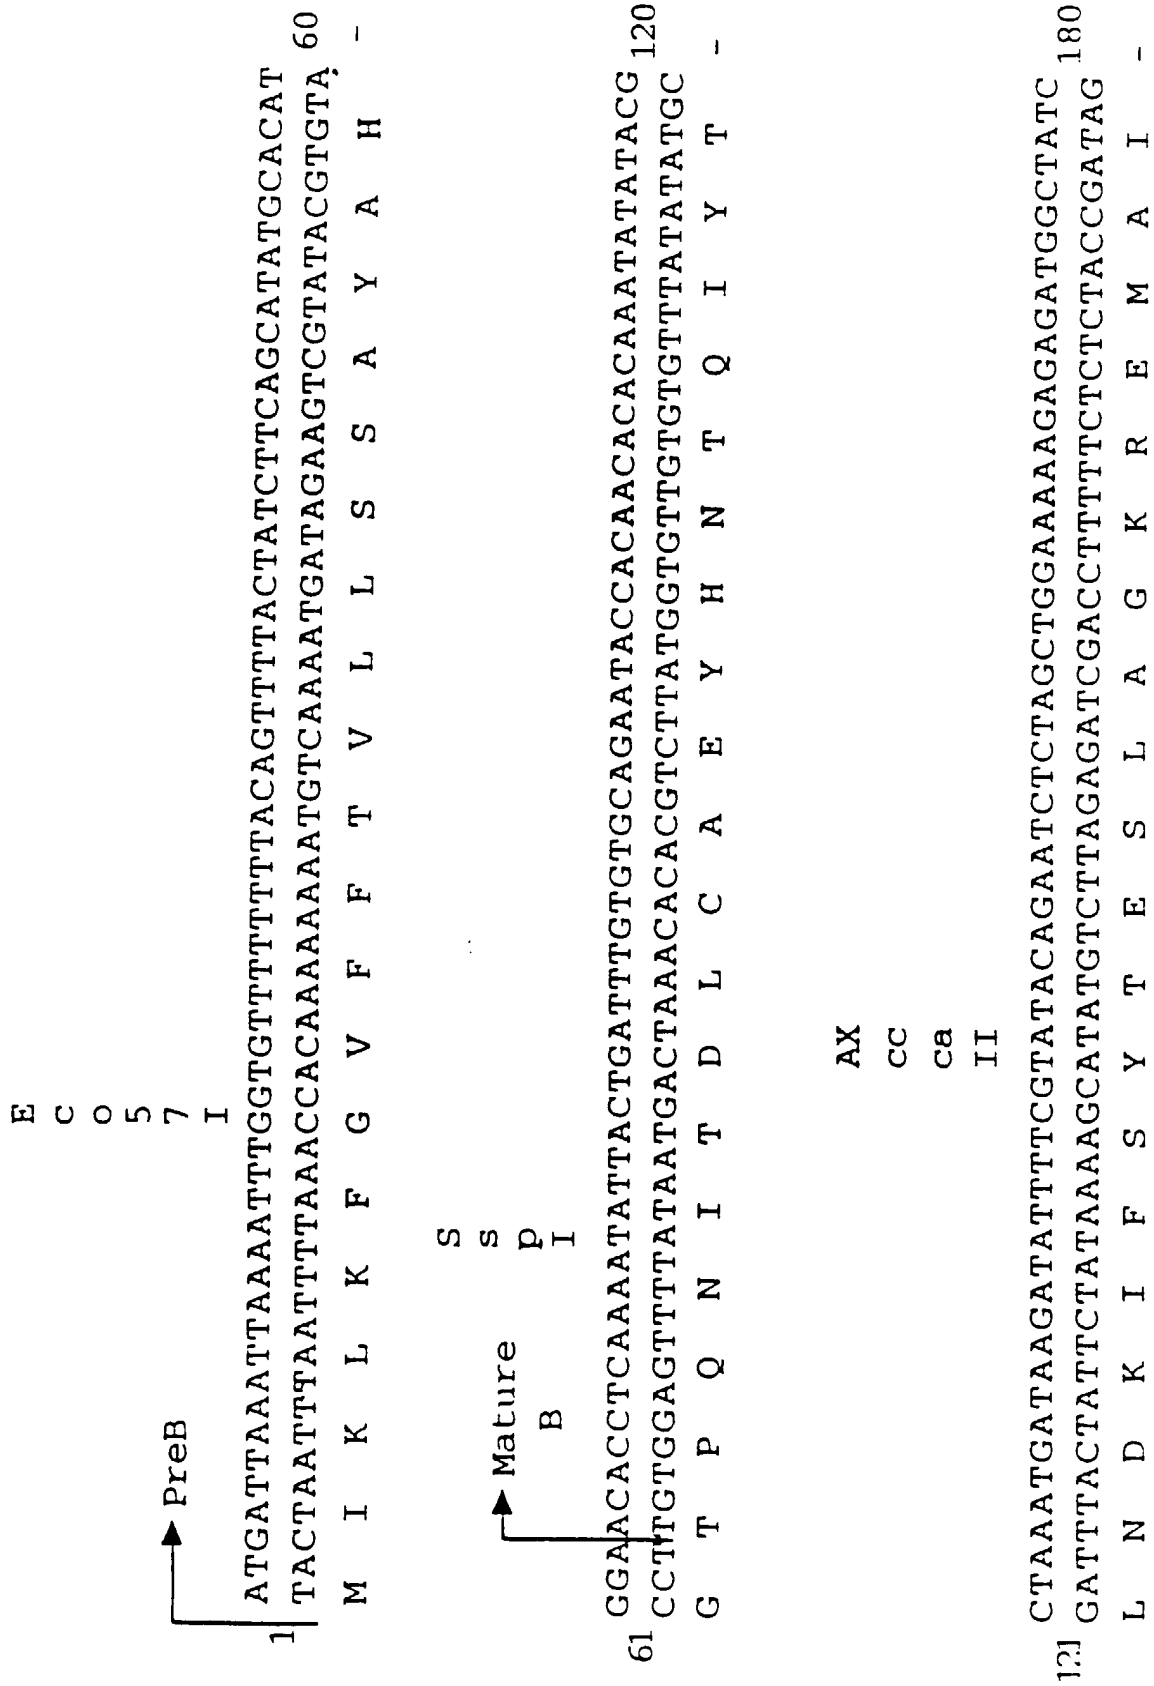 E
c
o
5
7
I
PreB
ATGATTAAATTAAAATTTGGTGTTTTTTTTACAGTTTTACTATCTTCAGCATATGCACAT
1 TACTAATTTAATTTTAAACCACAAAAAAAATGTCAAAATGATAGAAGTCGTATACGTGTA 60
M I K L K F G V F F T V L L S S A Y A H -
S
s
p
I
Mature
B
GGAACACCTCAAAATATTACTGATTTGTGTGCAGAATACCACAACACACAAATATATACG
61 CCTTGTGGAGTTTTATAATGACTAAACACACGTCTTATGGTGTTGTGTGTTTATATATGC 120
G T P Q N I T D L C A E Y H N T Q I Y T -
AX
cc
ca
II
CTAAATGATAAGATATTTTCGTATACAGAATCTCTAGCTGGAAAAAGAGAGATGGCTATC
121 GATTTACTATTCTATAAAAGCATATGTCTTAGAGATCGACCTTTTTCTCTCTACCGATAG 180
L N D K I F S Y T E S L A G K R E M A I -